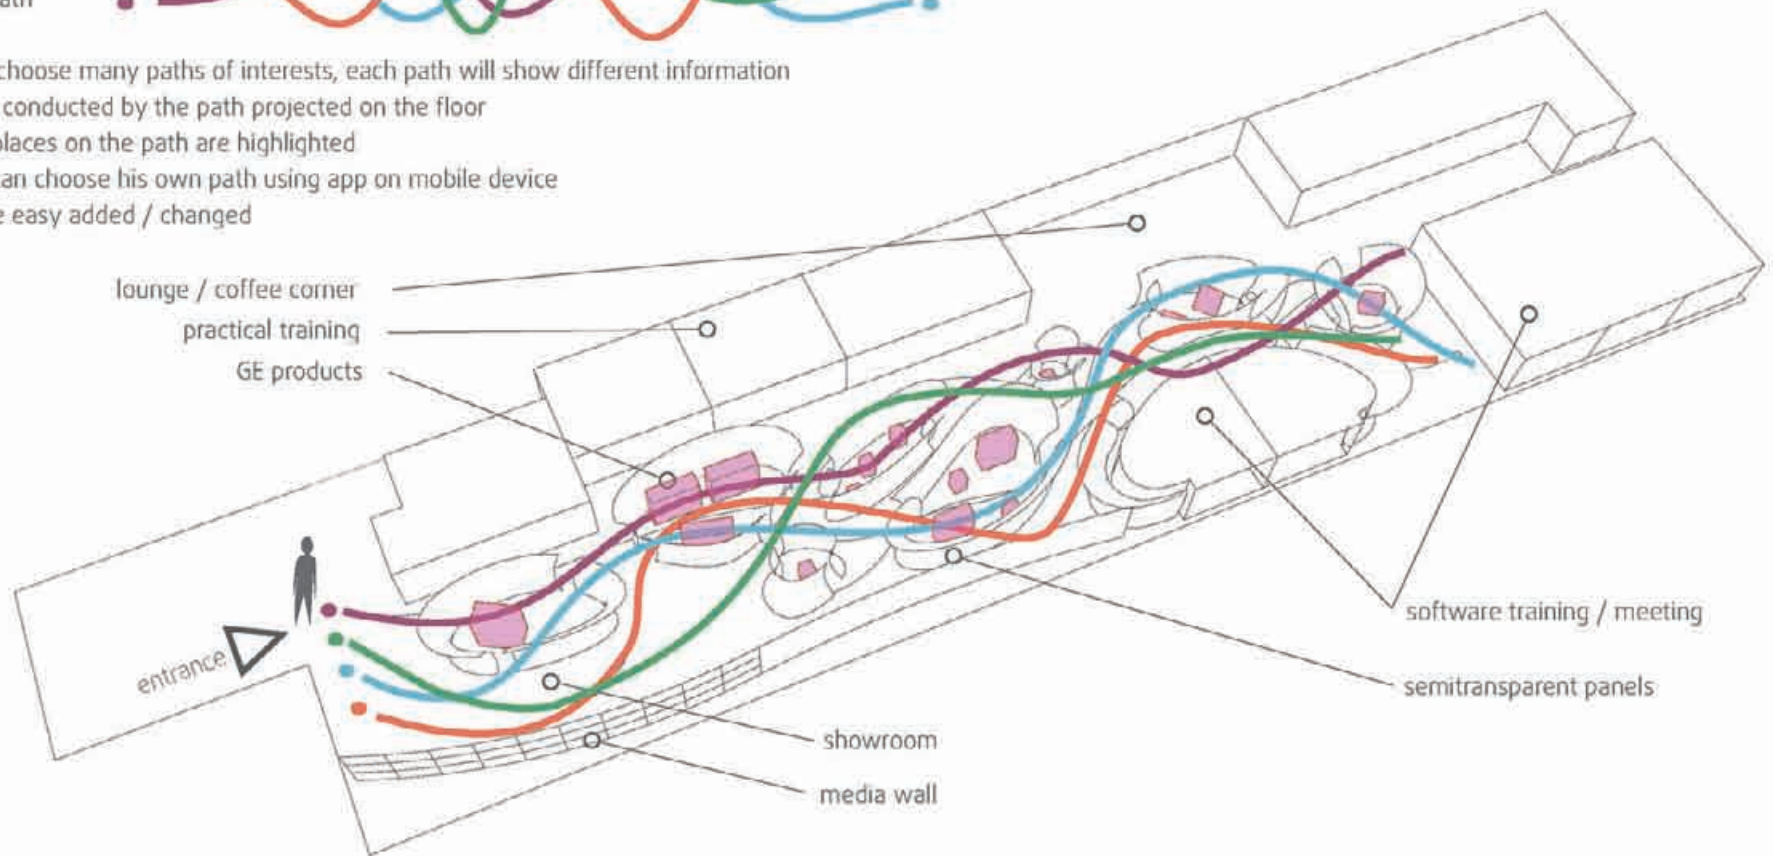 choose many paths of interests, each path will show different information
conducted by the path projected on the floor
places on the path are highlighted
can choose his own path using app on mobile device
easy added / changed
lounge / coffee corner
practical training
GE products
entrance
software training / meeting
semitransparent panels
showroom
media wall